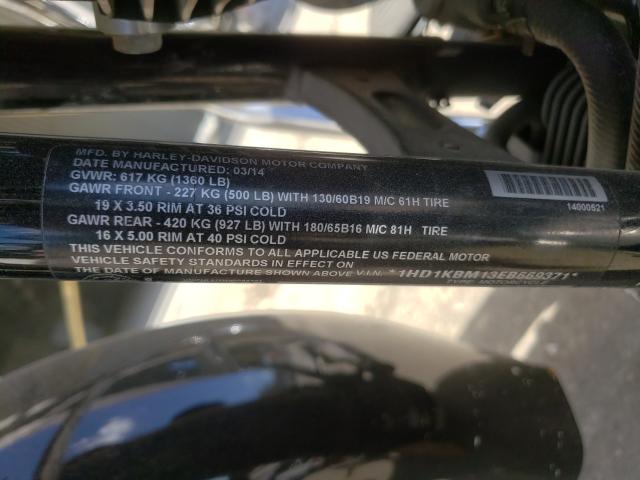 MFD. BY HARLEY-DAVIDSON MOTOR COMPANY
DATE MANUFACTURED: 03/14
GVWR: 617 KG (1360 LB)
GAWR FRONT - 227 KG (500 LB) WITH 130/60B19 M/C 61H TIRE
19 X 3.50 RIM AT 36 PSI COLD
GAWR REAR - 420 KG (927 LB) WITH 180/65B16 M/C 81H TIRE
16 X 5.00 RIM AT 40 PSI COLD
THIS VEHICLE CONFORMS TO ALL APPLICABLE US FEDERAL MOTOR
VEHICLE SAFETY STANDARDS IN EFFECT ON
THE DATE OF MANUFACTURE SHOWN ABOVE V.I.N. *1HD1KBM13EB669371*
TYPE: MOTORCYCLE
14000521